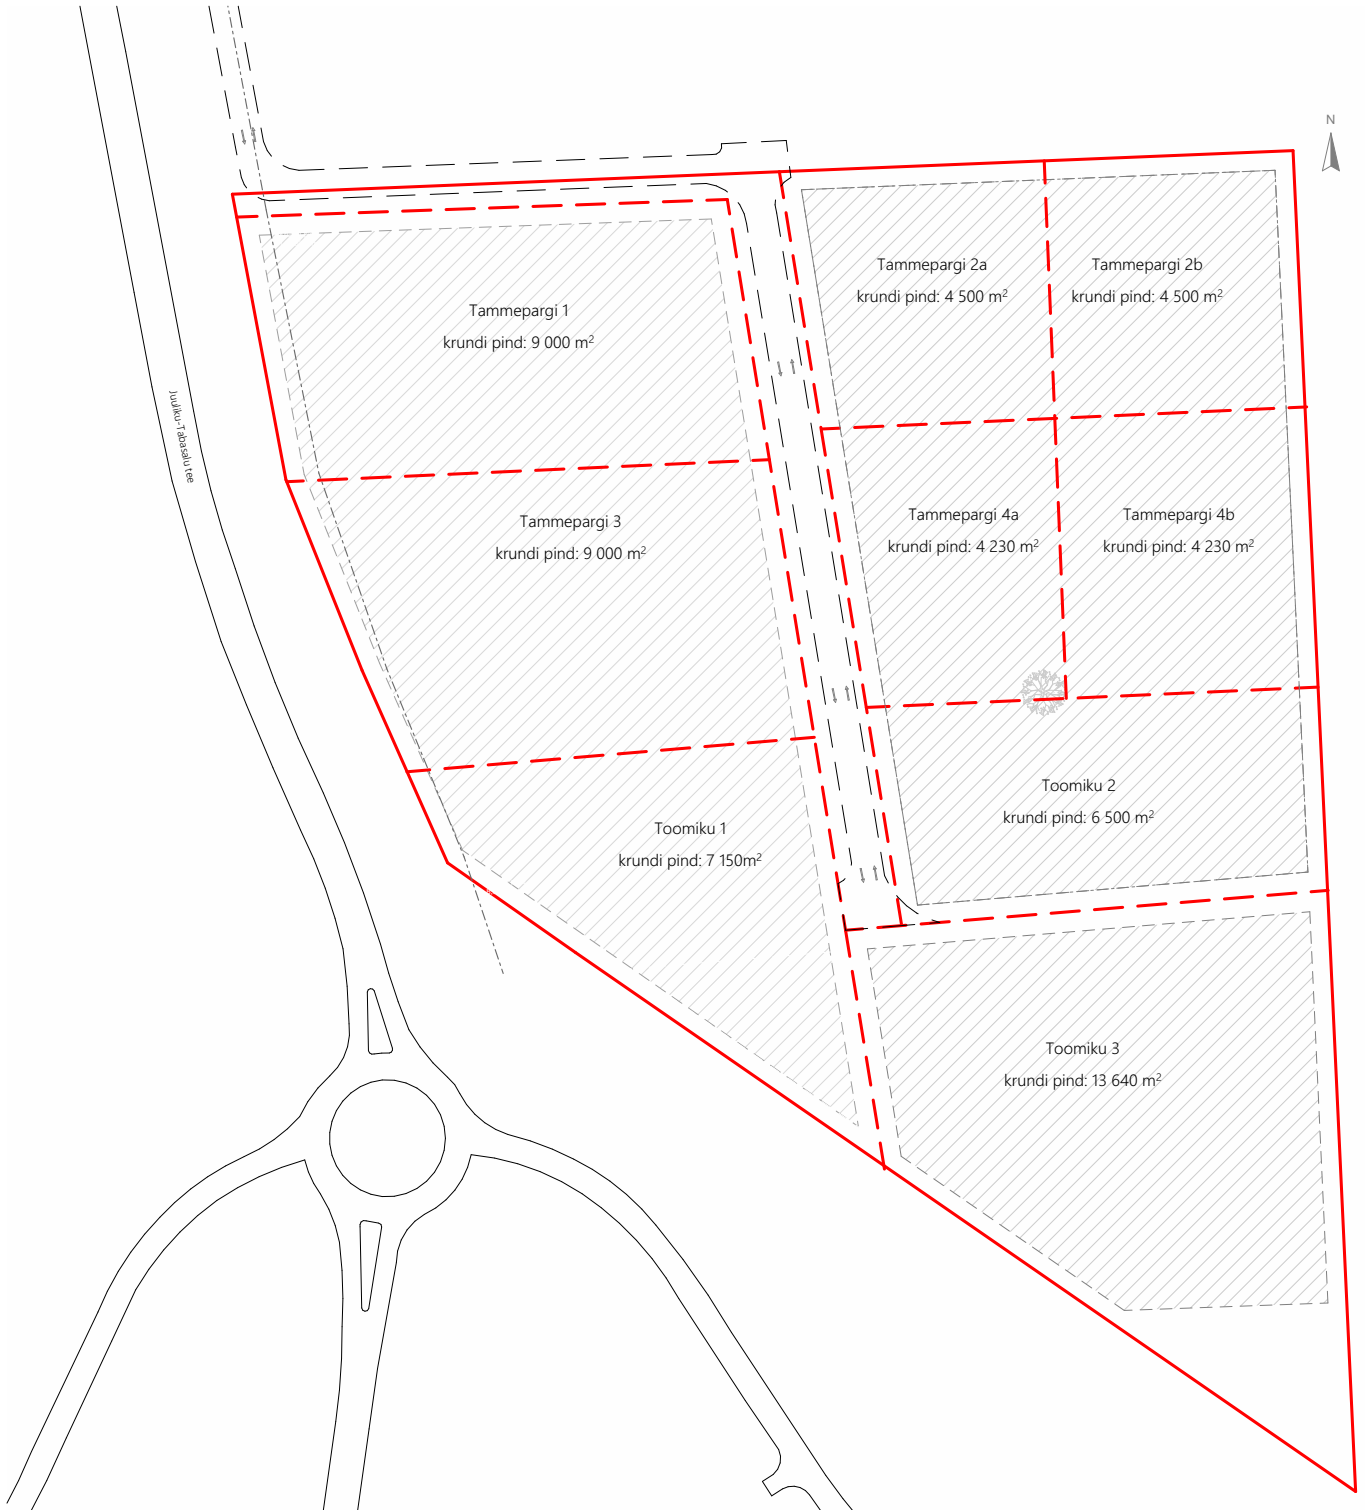 N
Tammepargi 2a
krundi pind: 4 500 m²
Tammepargi 2b
krundi pind: 4 500 m²
Tammepargi 1
krundi pind: 9 000 m²
Juuliku-Tabasalu tee
Tammepargi 3
krundi pind: 9 000 m²
Tammepargi 4a
krundi pind: 4 230 m²
Tammepargi 4b
krundi pind: 4 230 m²
Toomiku 2
krundi pind: 6 500 m²
Toomiku 1
krundi pind: 7 150m²
Toomiku 3
krundi pind: 13 640 m²